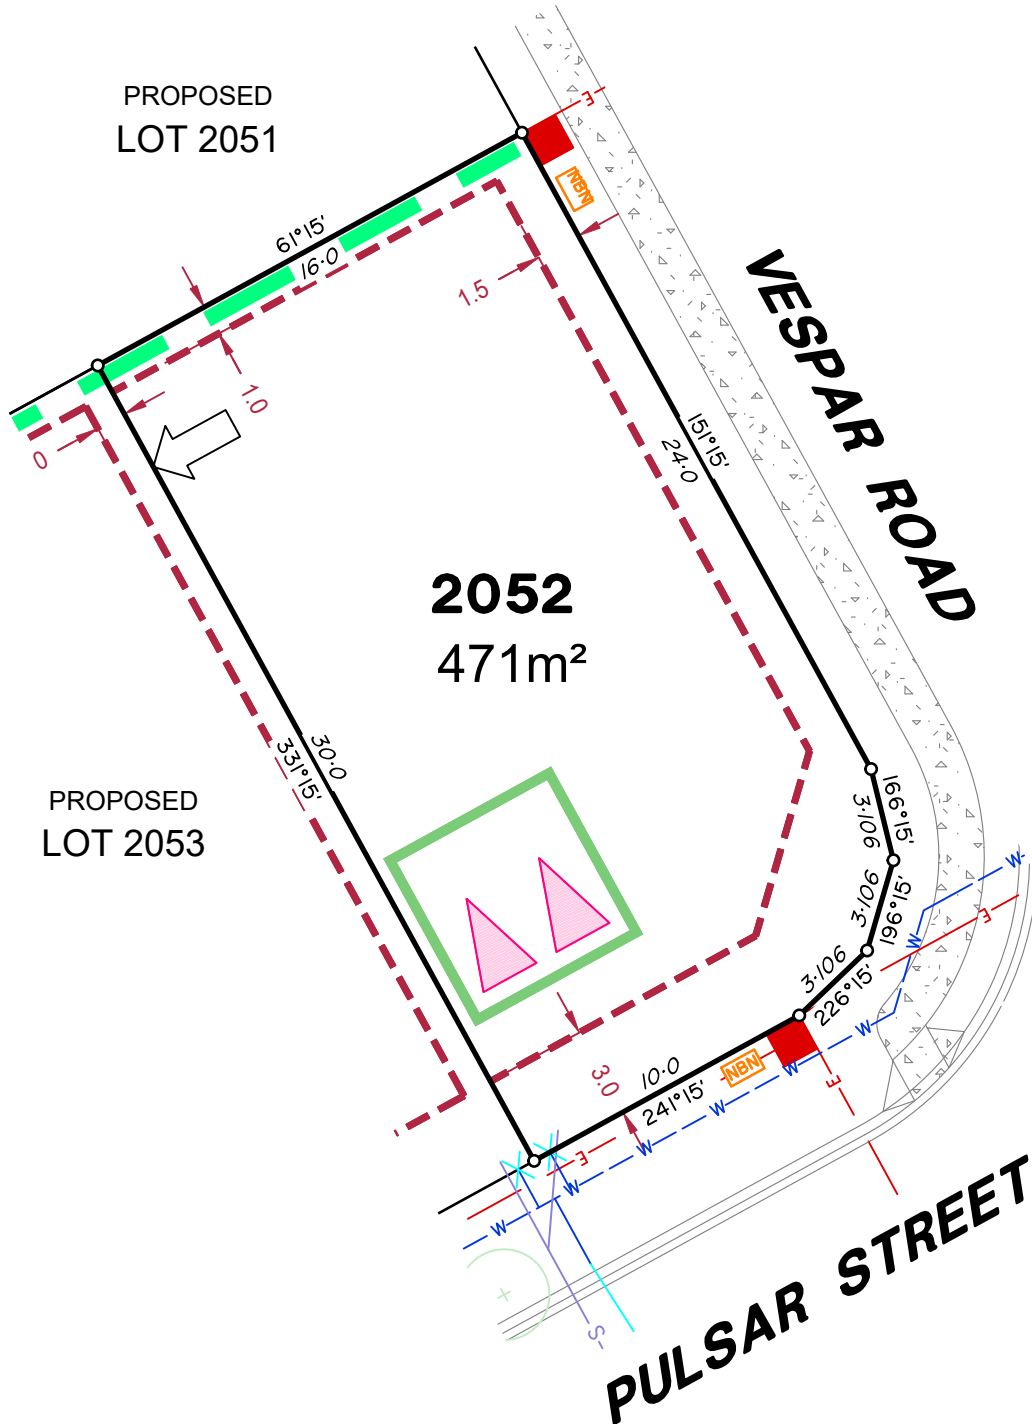 PROPOSED
LOT 2051
E
NBN
61°15'
16·0
1.5
1.0
0
VESPAR ROAD
151°15'
24·0
2052
471m²
331°15'
30·0
PROPOSED
LOT 2053
166°15'
3·106
196°15'
3·106
226°15'
3·106
W
E
W
W
W
NBN
E
10·0
241°15'
3.0
W
W
E
W
W
S
PULSAR STREET